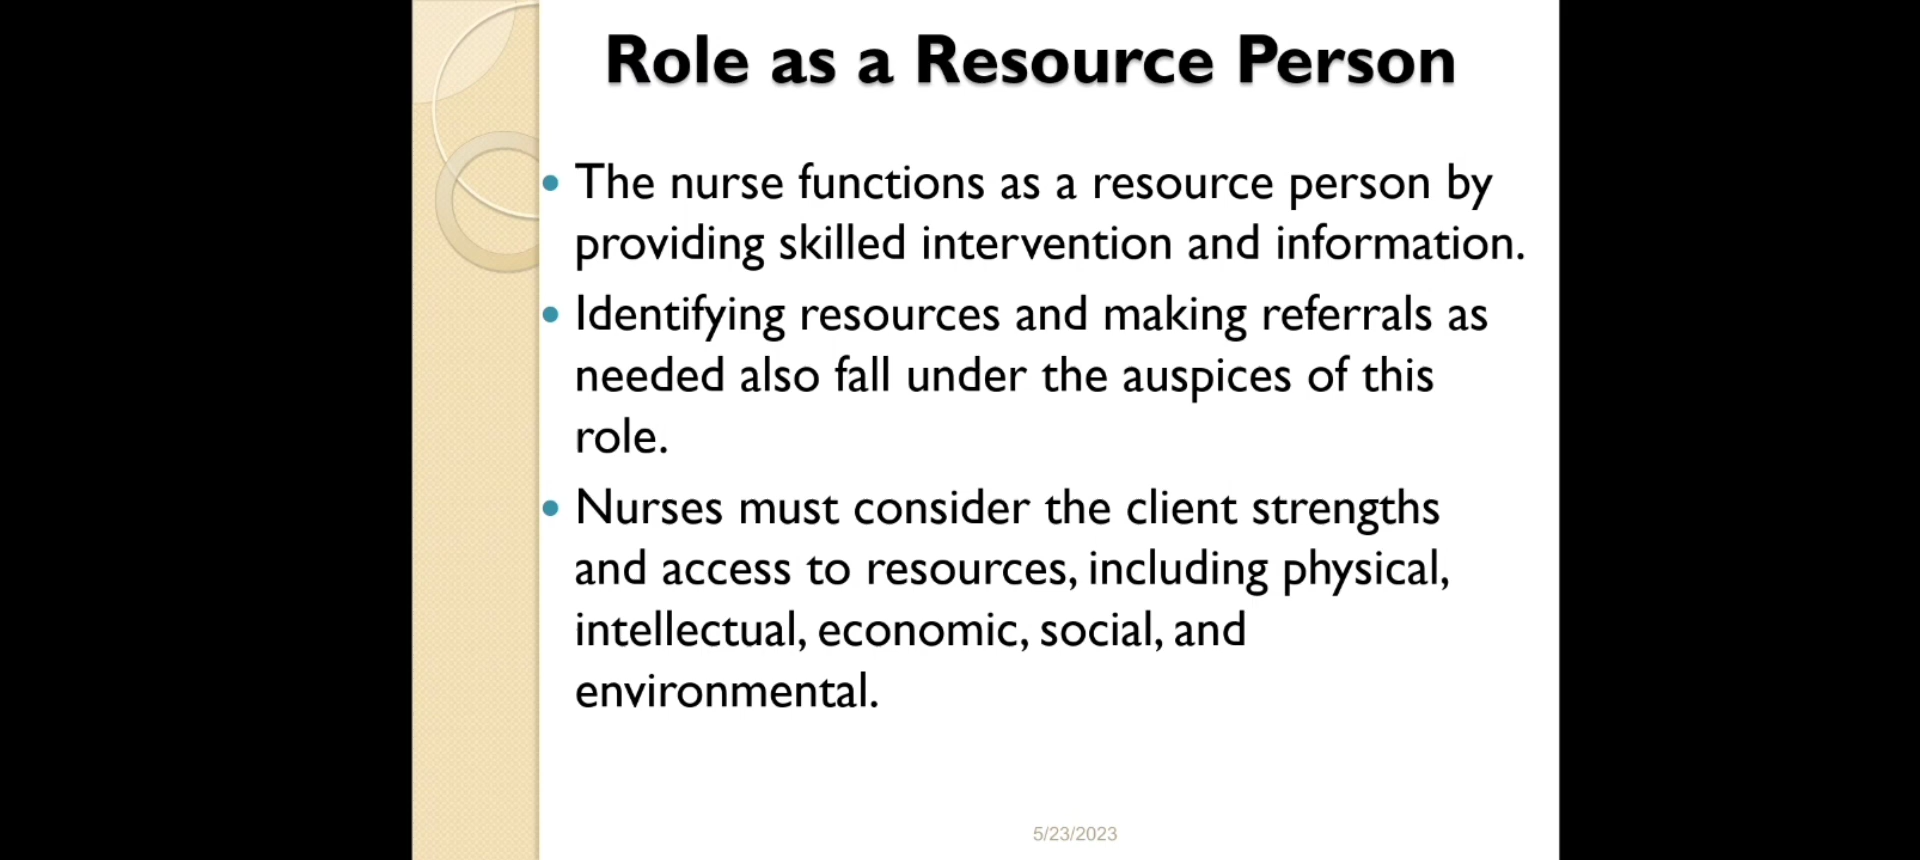 Role as a Resource Person
• The nurse functions as a resource person by
providing skilled intervention and information.
• Identifying resources and making referrals as
needed also fall under the auspices of this
role.
• Nurses must consider the client strengths
and access to resources, including physical,
intellectual, economic, social, and
environmental.
5/23/2023